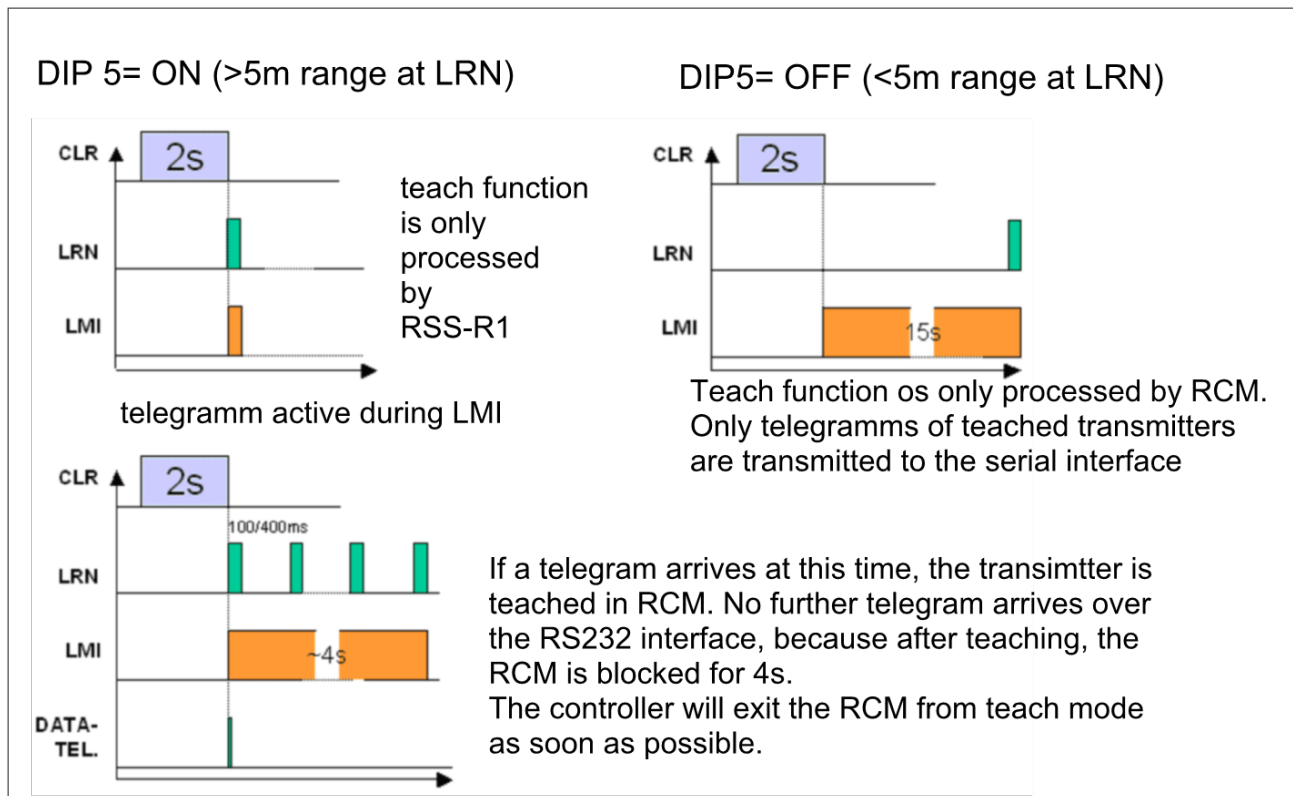 DIP 5= ON (>5m range at LRN)
DIP5= OFF (<5m range at LRN)
CLR
2s
LRN
LMI
teach function
is only
processed
by
RSS-R1
CLR
2s
LRN
LMI
15s
telegramm active during LMI
Teach function os only processed by RCM.
Only telegramms of teached transmitters
are transmitted to the serial interface
CLR
2s
100/400ms
LRN
LMI
~4s
DATA-
TEL.
If a telegram arrives at this time, the transimtter is
teached in RCM. No further telegram arrives over
the RS232 interface, because after teaching, the
RCM is blocked for 4s.
The controller will exit the RCM from teach mode
as soon as possible.